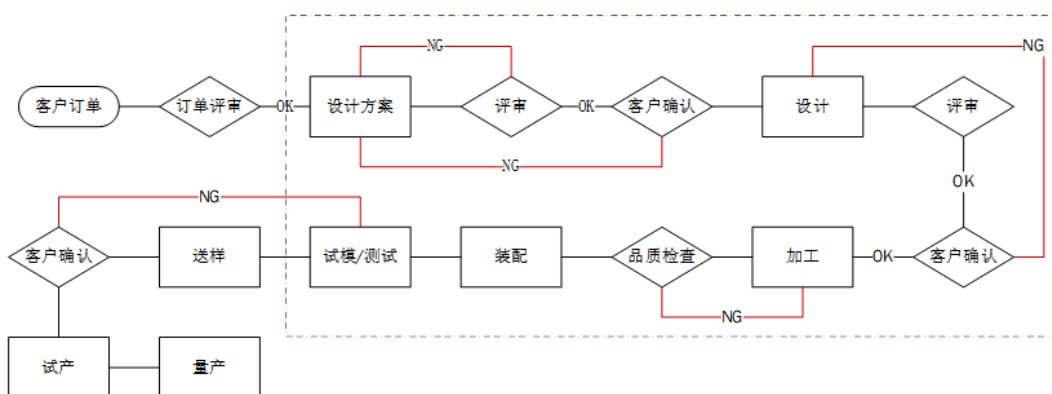 NG
NG
客户订单
订单评审
OK
设计方案
评审
OK
客户确认
设计
评审
NG
OK
NG
客户确认
送样
试模/测试
装配
品质检查
加工
OK
客户确认
NG
试产
量产